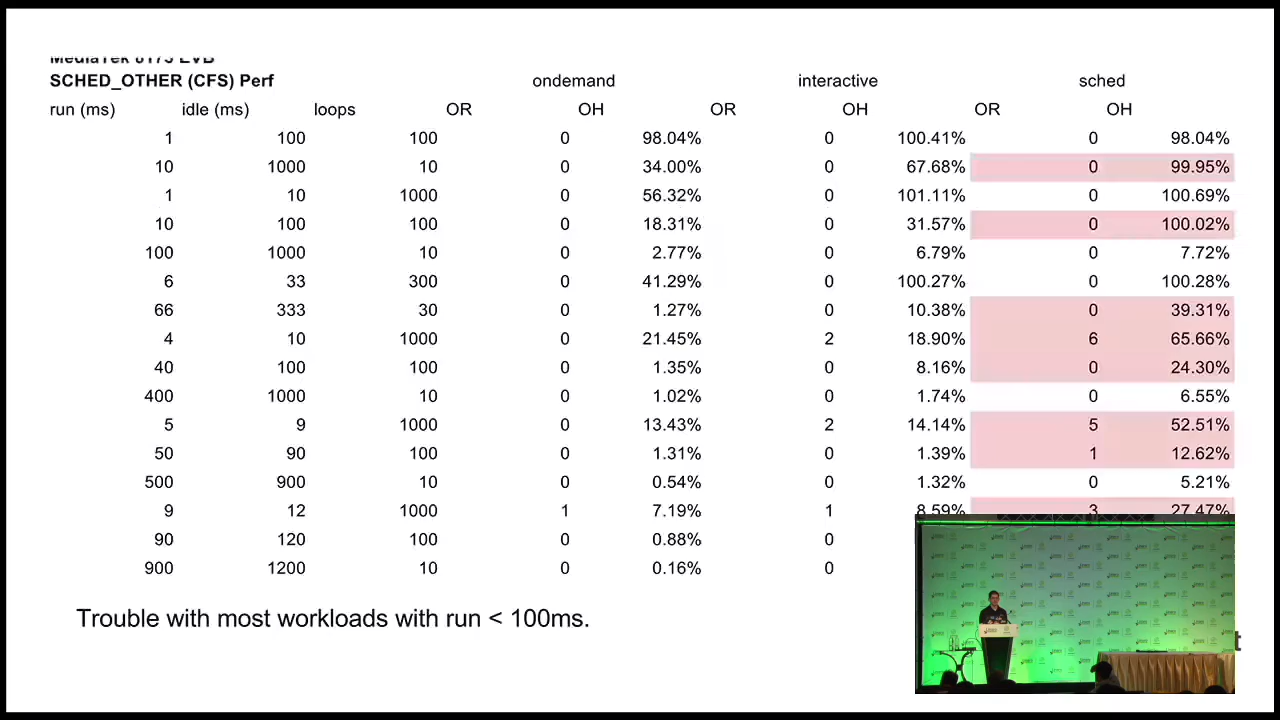 MediaTek 8173 EVB
SCHED_OTHER (CFS) Perf ondemand interactive sched
run (ms) idle (ms) loops OR OH OR OH OR OH
1 100 100 0 98.04% 0 100.41% 0 98.04%
10 1000 10 0 34.00% 0 67.68% 0 99.95%
1 10 1000 0 56.32% 0 101.11% 0 100.69%
10 100 100 0 18.31% 0 31.57% 0 100.02%
100 1000 10 0 2.77% 0 6.79% 0 7.72%
6 33 300 0 41.29% 0 100.27% 0 100.28%
66 333 30 0 1.27% 0 10.38% 0 39.31%
4 10 1000 0 21.45% 2 18.90% 6 65.66%
40 100 100 0 1.35% 0 8.16% 0 24.30%
400 1000 10 0 1.02% 0 1.74% 0 6.55%
5 9 1000 0 13.43% 2 14.14% 5 52.51%
50 90 100 0 1.31% 0 1.39% 1 12.62%
500 900 10 0 0.54% 0 1.32% 0 5.21%
9 12 1000 1 7.19% 1 8.59% 3 27.47%
90 120 100 0 0.88% 0
900 1200 10 0 0.16% 0
Trouble with most workloads with run < 100ms.